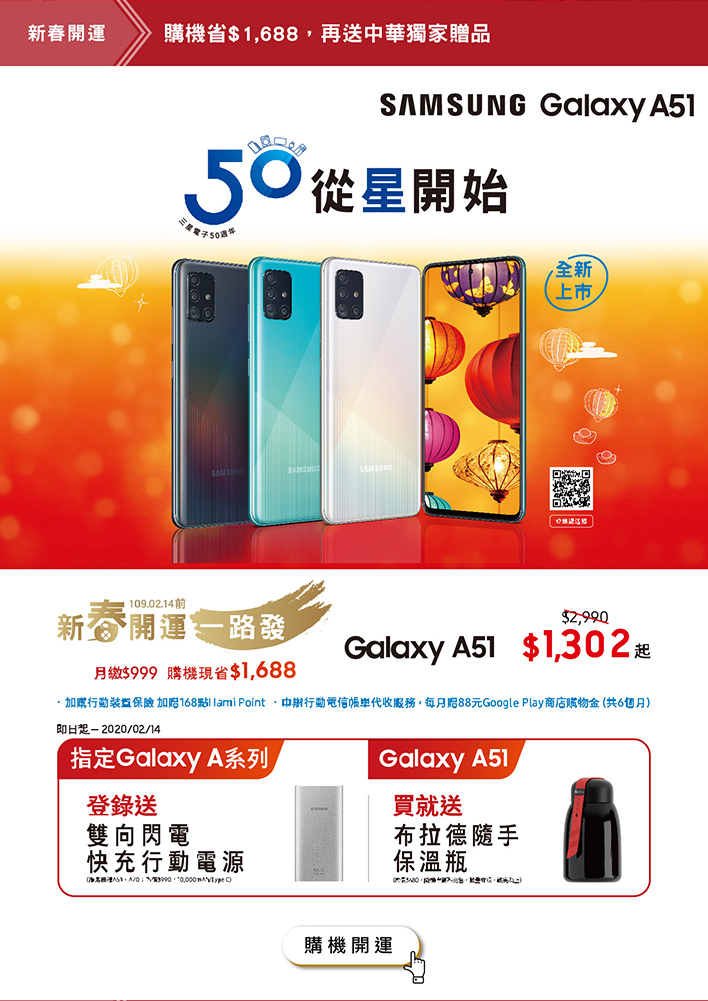 新春開運
購機省$1,688，再送中華獨家贈品
SAMSUNG Galaxy A51
50 從星開始
三星電子50週年
全新
上市
SAMSUNG
SAMSUNG
SAMSUNG
109.02.14前
新春開運 一路發
月繳$999 購機現省$1,688
$2,990
Galaxy A51 $1,302起
・加購行動裝置保險 加贈168點Hami Point ・申辦行動電信帳單代收服務，每月贈88元Google Play商店購物金 (共6個月)
即日起－2020/02/14
指定Galaxy A系列
Galaxy A51
登錄送
雙向閃電
快充行動電源
買就送
布拉德隨手
保溫瓶
購機開運